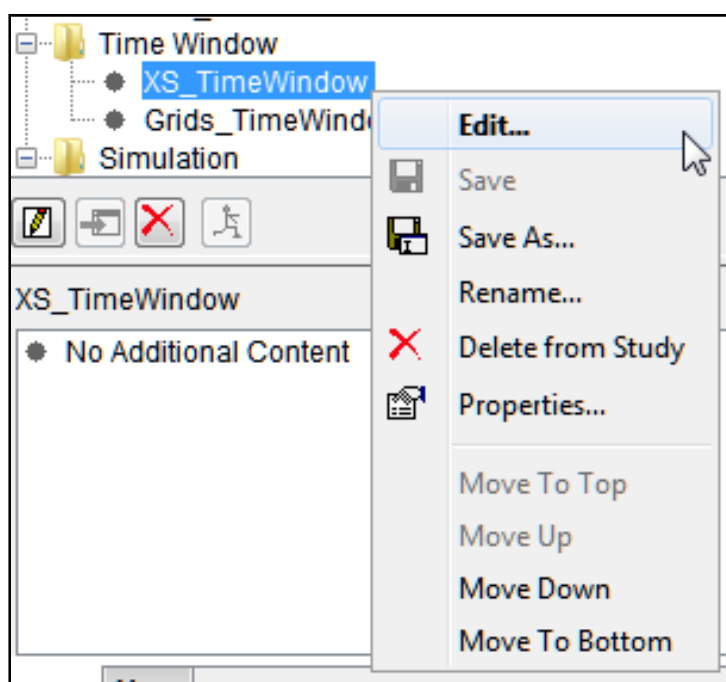 Time Window
XS_TimeWindow
Edit...
Simulation
Save
Save As...
XS_TimeWindow
Rename...
No Additional Content
Delete from Study
Properties...
Move To Top
Move Up
Move Down
Move To Bottom